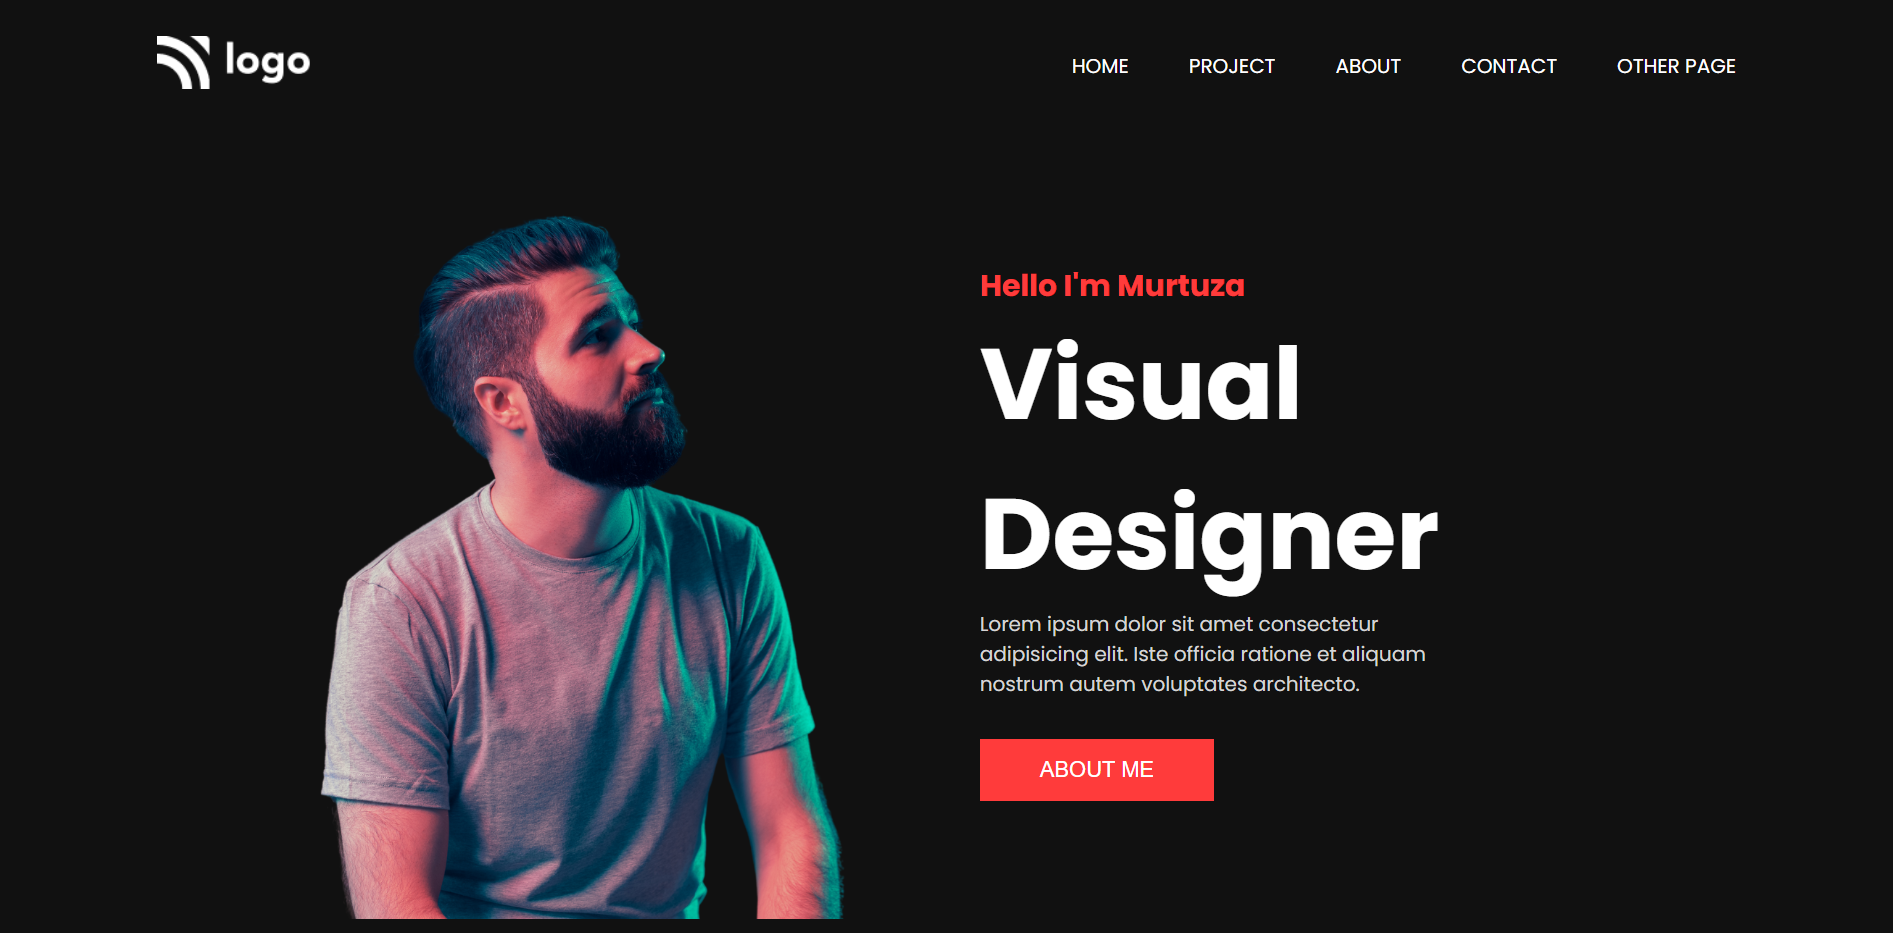 logo
HOME PROJECT ABOUT CONTACT OTHER PAGE
Hello I'm Murtuza
Visual
Designer
Lorem ipsum dolor sit amet consectetur
adipisicing elit. Iste officia ratione et aliquam
nostrum autem voluptates architecto.
ABOUT ME